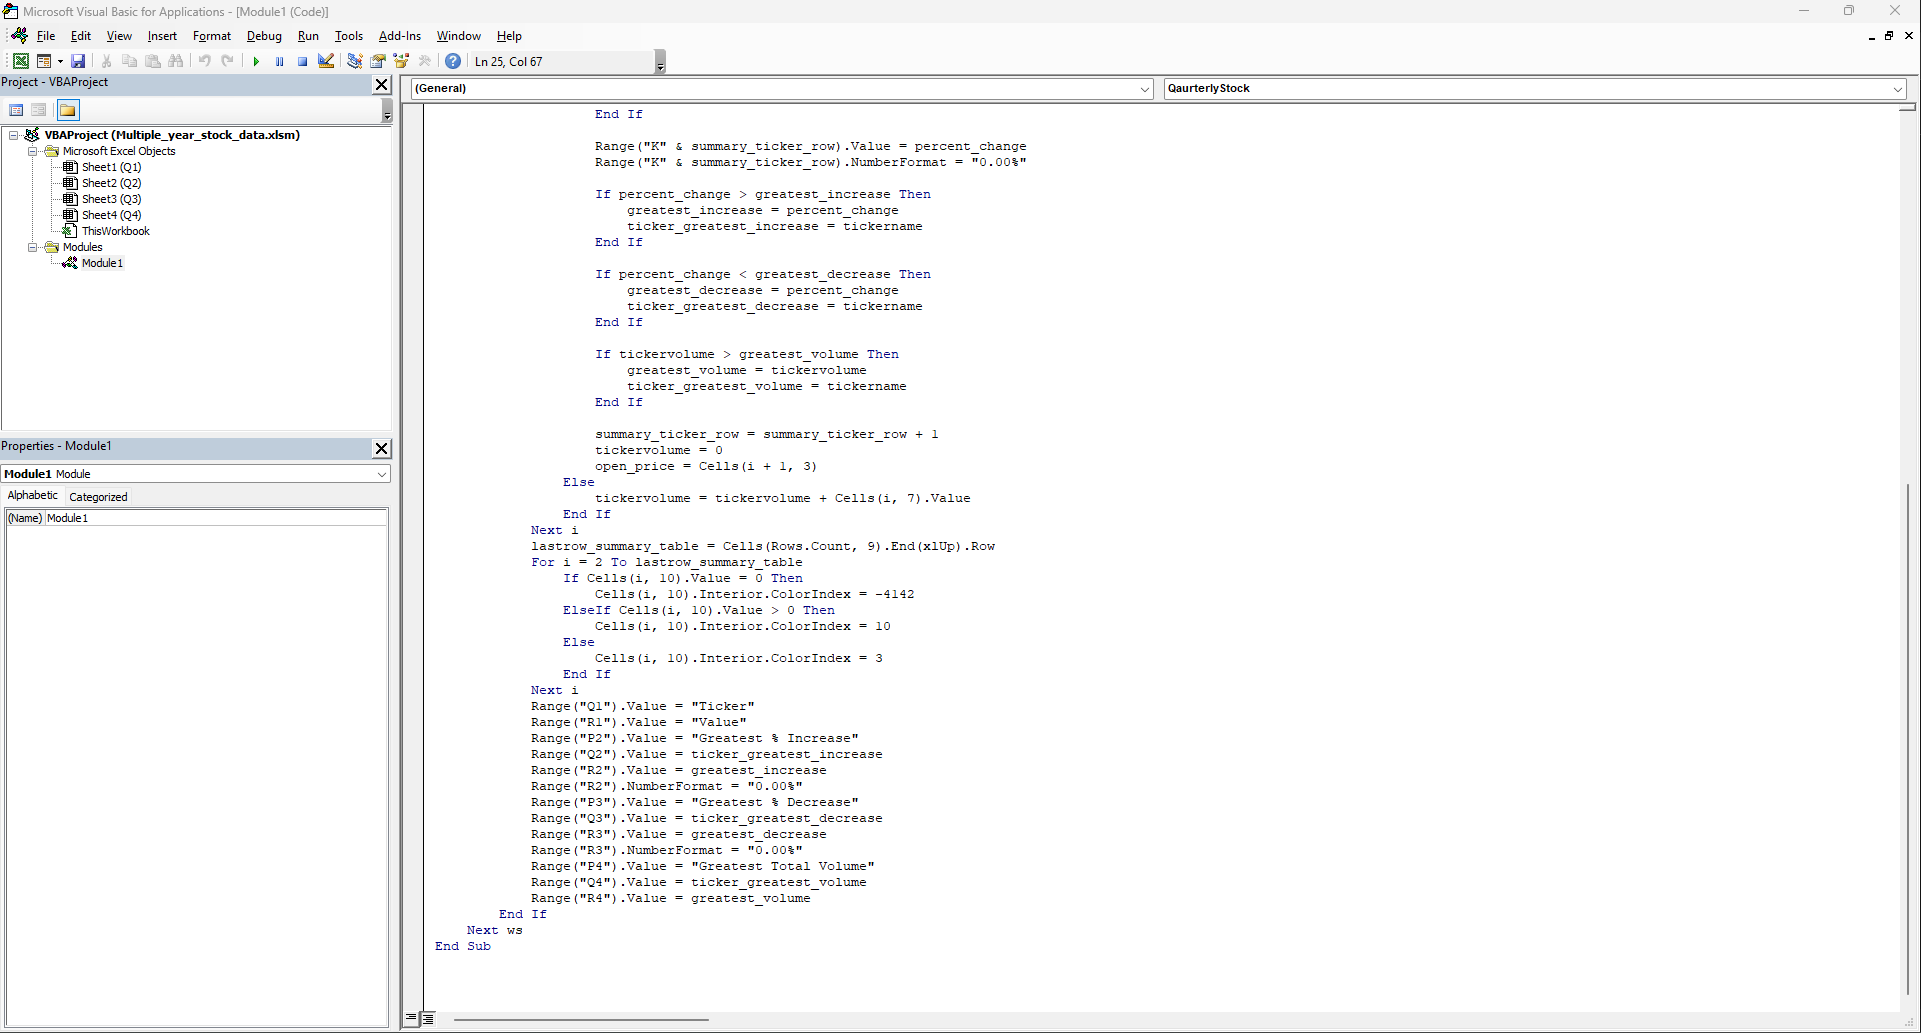 Microsoft Visual Basic for Applications - [Module1 (Code)]
File Edit View Insert Format Debug Run Tools Add-Ins Window Help
Ln 25, Col 67
Project - VBAProject
VBAProject (Multiple_year_stock_data.xlsm)
Microsoft Excel Objects
Sheet1 (Q1)
Sheet2 (Q2)
Sheet3 (Q3)
Sheet4 (Q4)
ThisWorkbook
Modules
Module1
Properties - Module1
Module1 Module
Alphabetic Categorized
(Name) Module1
(General) QaurterlyStock
End If
Range("K" & summary_ticker_row).Value = percent_change
Range("K" & summary_ticker_row).NumberFormat = "0.00%"
If percent_change > greatest_increase Then
greatest_increase = percent_change
ticker_greatest_increase = tickername
End If
If percent_change < greatest_decrease Then
greatest_decrease = percent_change
ticker_greatest_decrease = tickername
End If
If tickervolume > greatest_volume Then
greatest_volume = tickervolume
ticker_greatest_volume = tickername
End If
summary_ticker_row = summary_ticker_row + 1
tickervolume = 0
open_price = Cells(i + 1, 3)
Else
tickervolume = tickervolume + Cells(i, 7).Value
End If
Next i
lastrow_summary_table = Cells(Rows.Count, 9).End(xlUp).Row
For i = 2 To lastrow_summary_table
If Cells(i, 10).Value = 0 Then
Cells(i, 10).Interior.ColorIndex = -4142
ElseIf Cells(i, 10).Value > 0 Then
Cells(i, 10).Interior.ColorIndex = 10
Else
Cells(i, 10).Interior.ColorIndex = 3
End If
Next i
Range("Q1").Value = "Ticker"
Range("R1").Value = "Value"
Range("P2").Value = "Greatest % Increase"
Range("Q2").Value = ticker_greatest_increase
Range("R2").Value = greatest_increase
Range("R2").NumberFormat = "0.00%"
Range("P3").Value = "Greatest % Decrease"
Range("Q3").Value = ticker_greatest_decrease
Range("R3").Value = greatest_decrease
Range("R3").NumberFormat = "0.00%"
Range("P4").Value = "Greatest Total Volume"
Range("Q4").Value = ticker_greatest_volume
Range("R4").Value = greatest_volume
End If
Next ws
End Sub